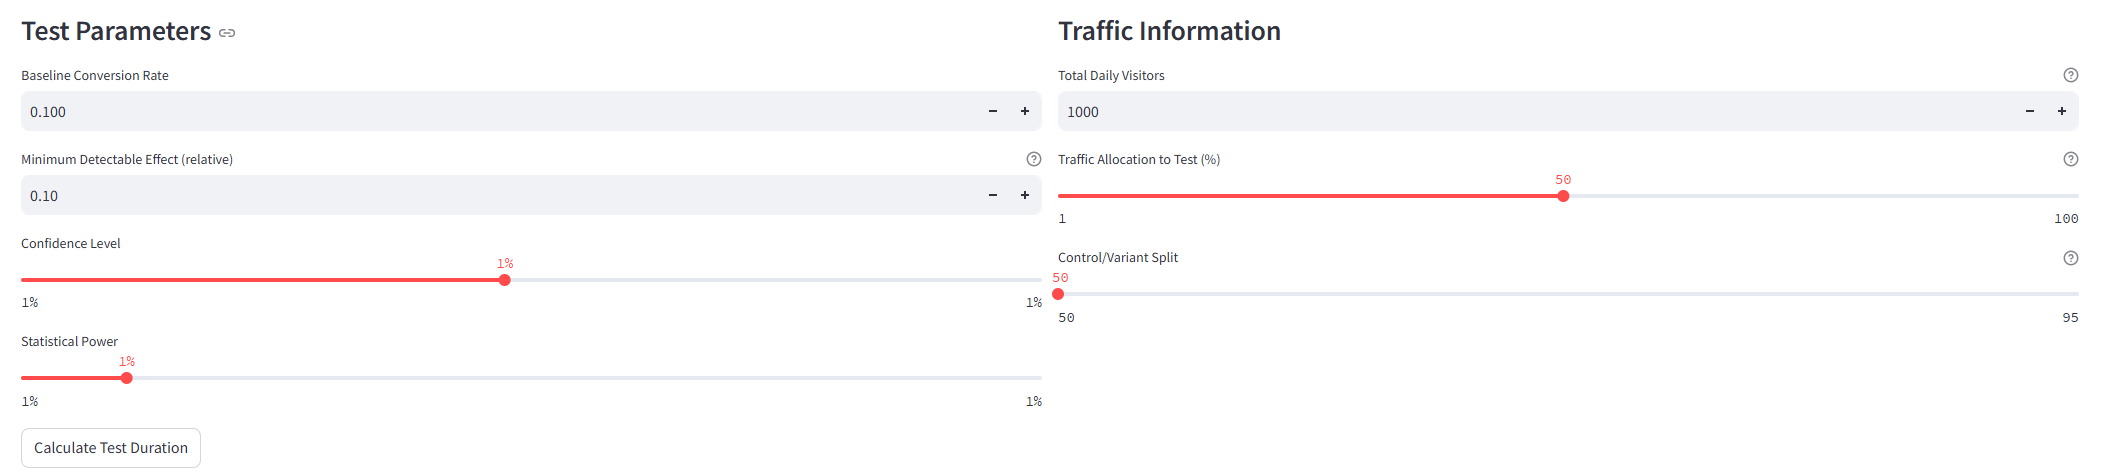 Test Parameters
Baseline Conversion Rate
0.100
Minimum Detectable Effect (relative)
0.10
Confidence Level
1%
1% 1%
Statistical Power
1%
1% 1%
Calculate Test Duration
Traffic Information
Total Daily Visitors
1000
Traffic Allocation to Test (%)
50
1 100
Control/Variant Split
50
50 95